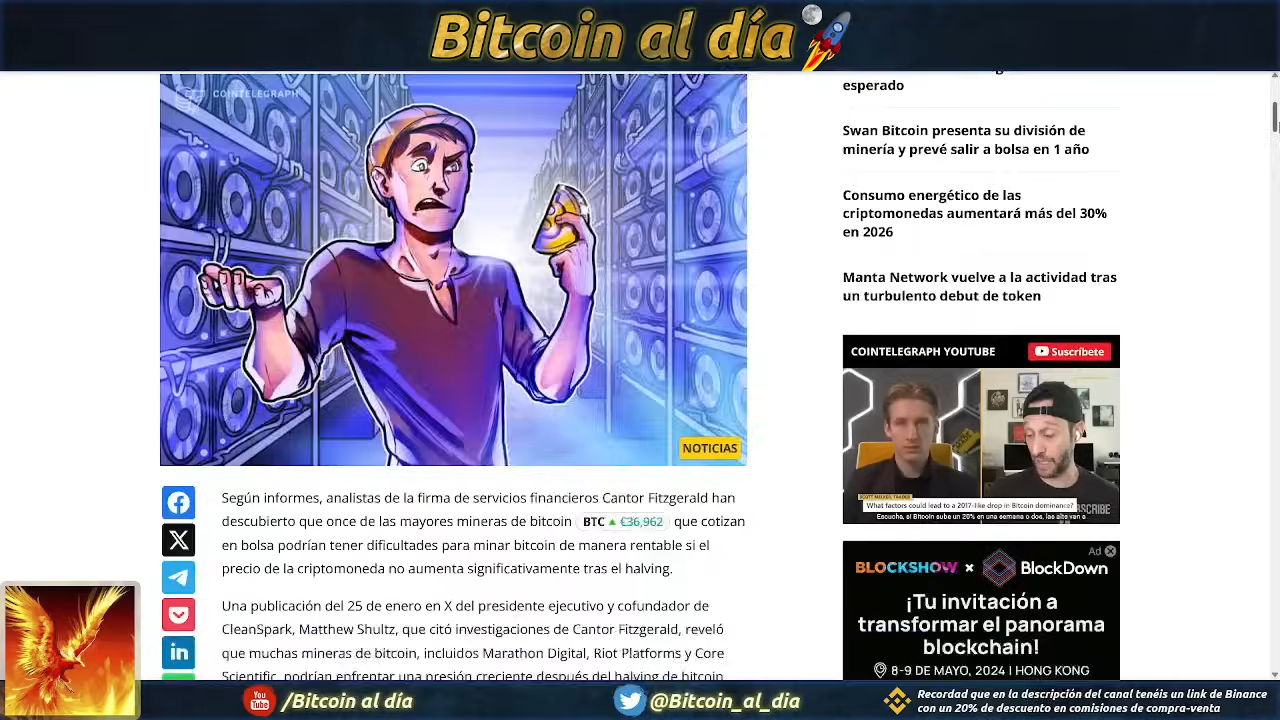 Bitcoin al día
COINTELEGRAPH
NOTICIAS
Según informes, analistas de la firma de servicios financieros Cantor Fitzgerald han
descubierto que once de las mayores mineras de bitcoin BTC ▲ €36,962 que cotizan
en bolsa podrían tener dificultades para minar bitcoin de manera rentable si el
precio de la criptomoneda no aumenta significativamente tras el halving.
Una publicación del 25 de enero en X del presidente ejecutivo y cofundador de
CleanSpark, Matthew Shultz, que citó investigaciones de Cantor Fitzgerald, reveló
que muchos mineros de bitcoin, incluidos Marathon Digital, Riot Platforms y Core
Scientific, podrían enfrentar una presión creciente después del halving de bitcoin
esperado
Swan Bitcoin presenta su división de
minería y prevé salir a bolsa en 1 año
Consumo energético de las
criptomonedas aumentará más del 30%
en 2026
Manta Network vuelve a la actividad tras
un turbulento debut de token
COINTELEGRAPH YOUTUBE
Suscríbete
What factors could lead to a 2017-like drop in Bitcoin dominance?
Escucha, si Bitcoin sube un 20% en una semana o dos, las alts van a
Ad
BLOCKSHOW × BlockDown
¡Tu invitación a
transformar el panorama
blockchain!
8-9 DE MAYO, 2024 | HONG KONG
You Tube /Bitcoin al día
@Bitcoin_al_dia
Recordad que en la descripción del canal tenéis un link de Binance
con un 20% de descuento en comisiones de compra-venta